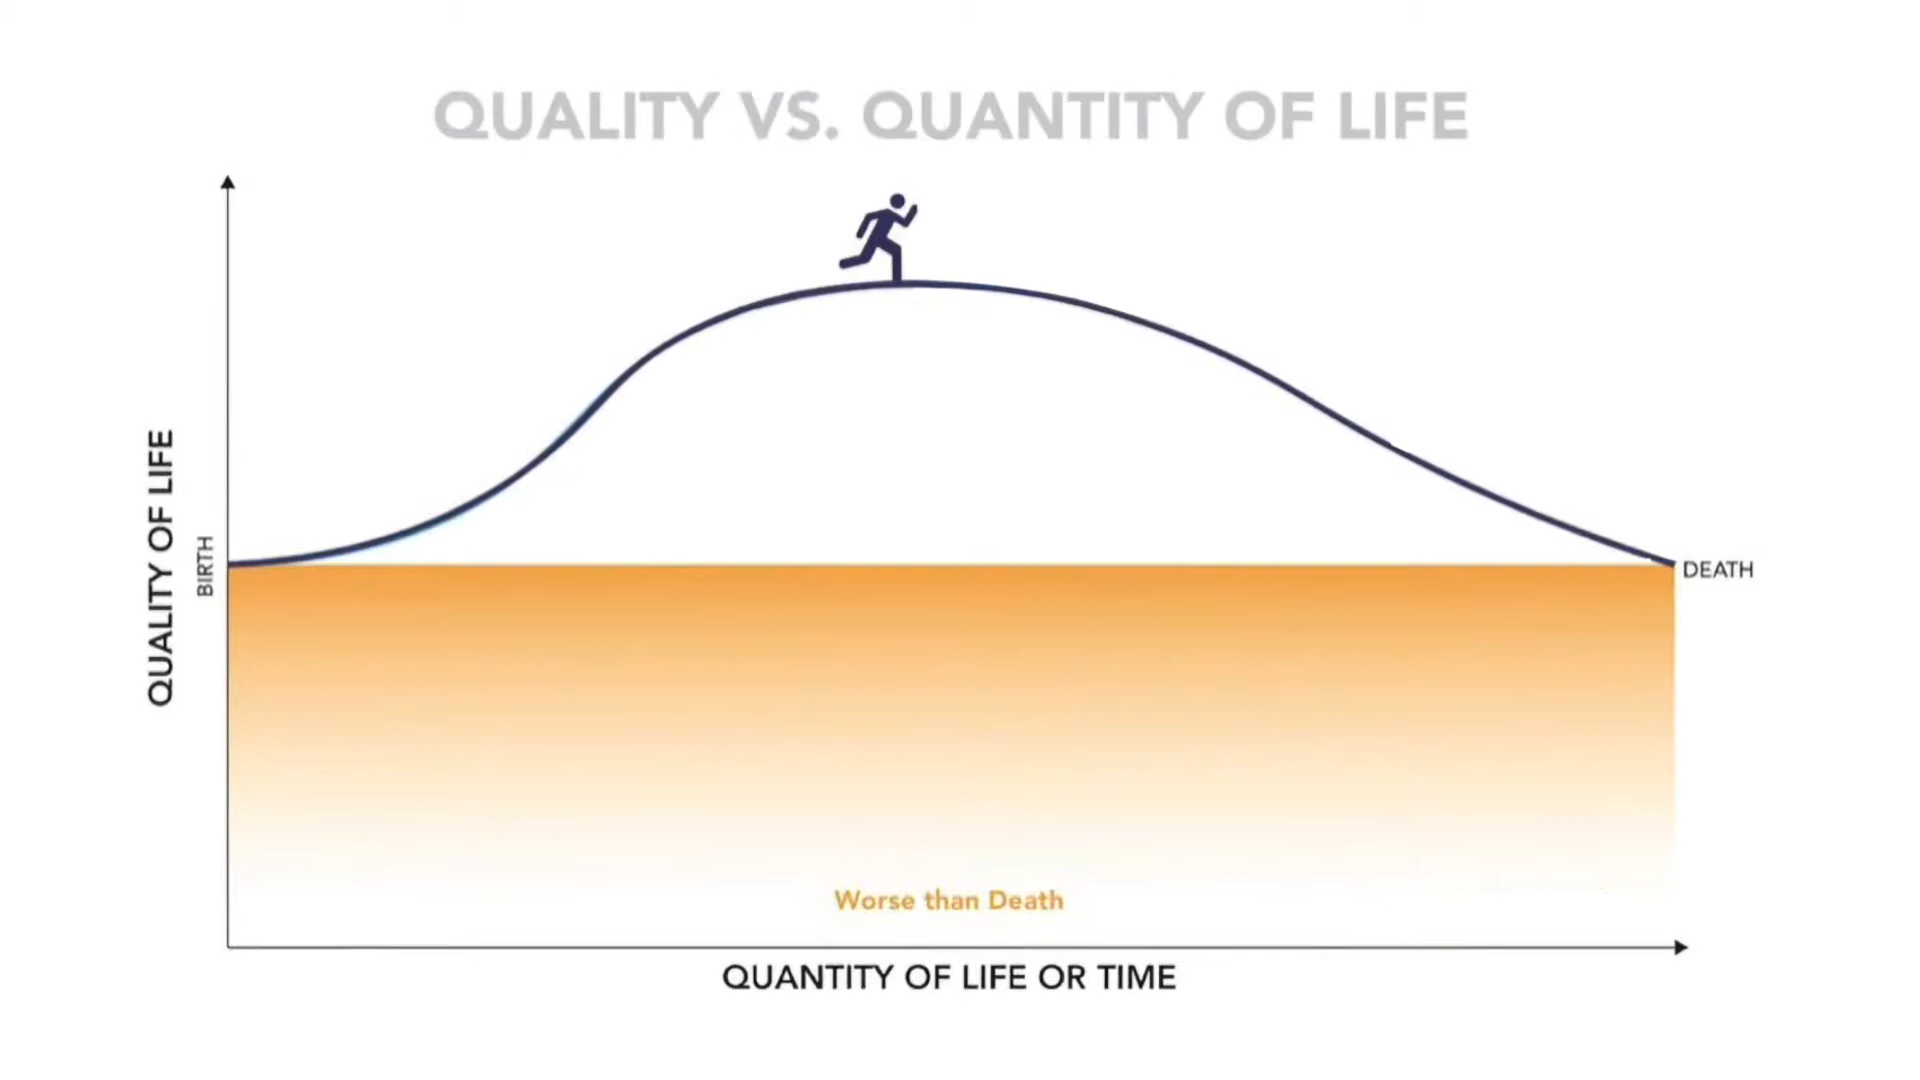 QUALITY VS. QUANTITY OF LIFE
QUALITY OF LIFE
BIRTH
DEATH
Worse than Death
QUANTITY OF LIFE OR TIME